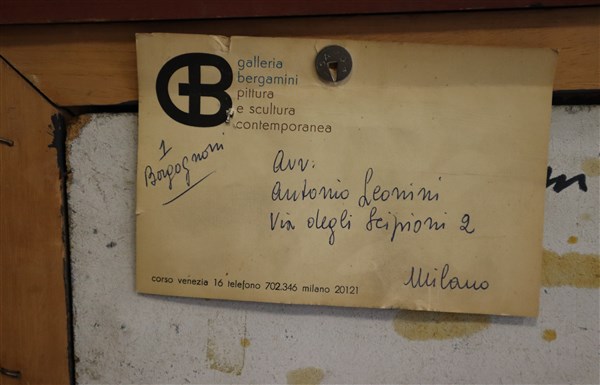 GB
galleria
bergamini
pittura
e scultura
contemporanea
1
Borgognoni
Avv:
Antonio Leonini
Via degli Scipioni 2
Milano
corso venezia 16 telefono 702.346 milano 20121